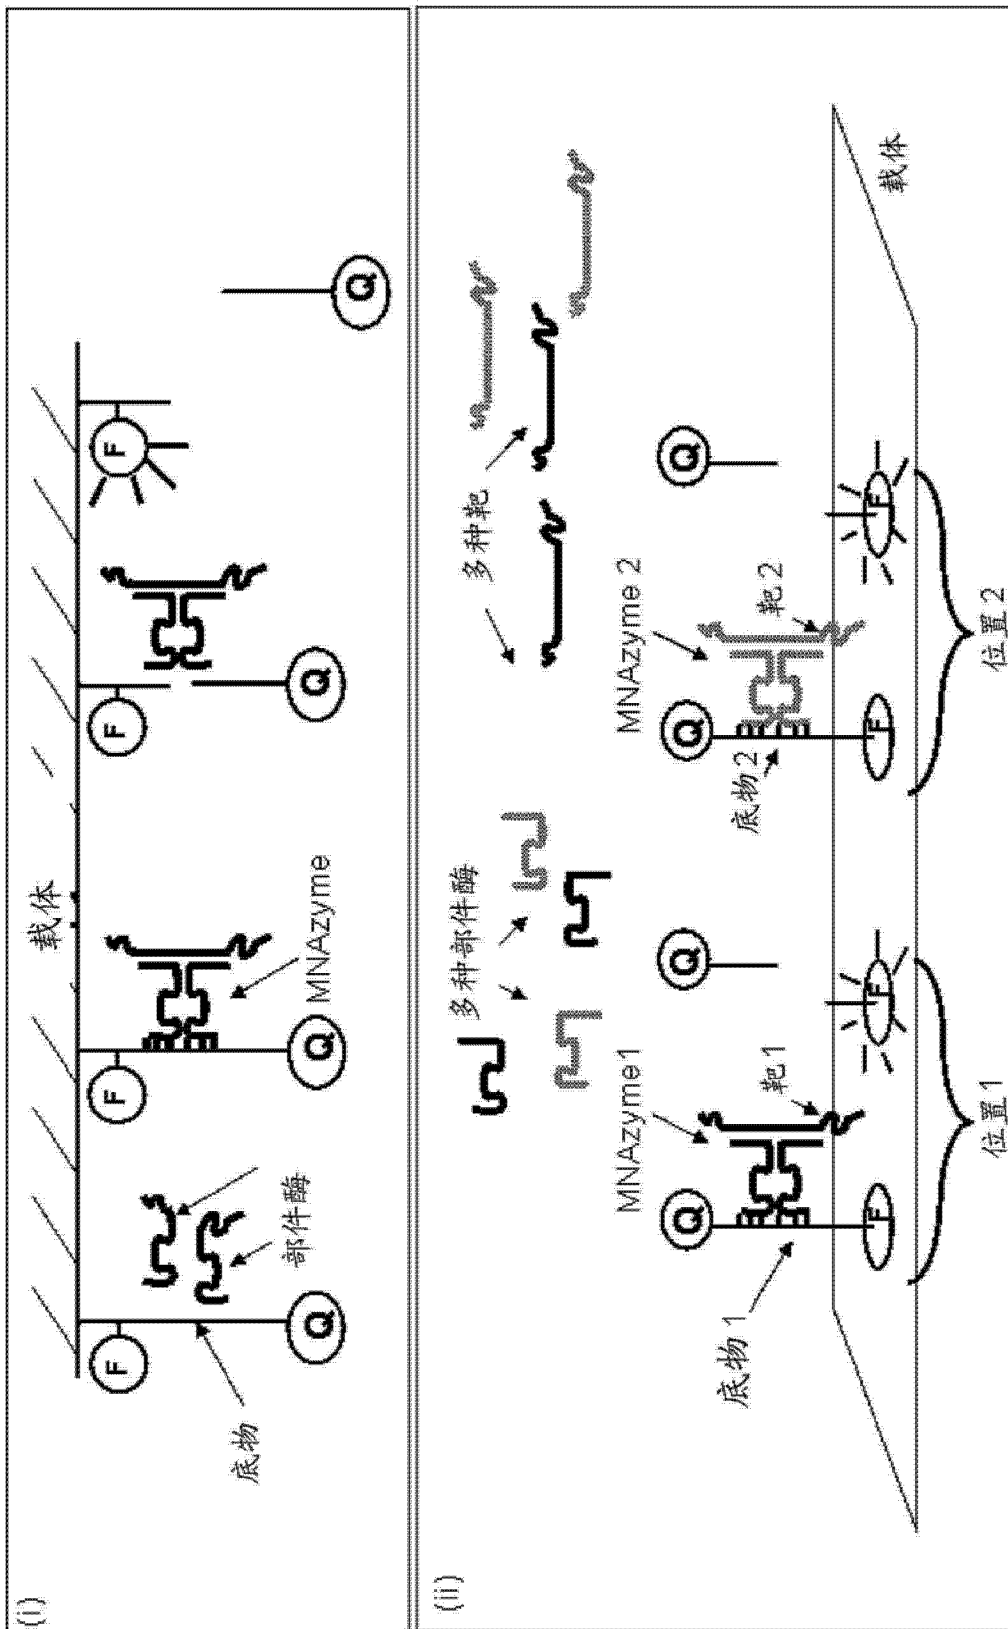 (i)
载体
F
F
F
F
Q
Q
Q
Q
底物
部件酶
MNAzyme
(ii)
多种部件酶
多种靶
MNAzyme1
MNAzyme 2
Q
Q
Q
Q
靶 1
靶 2
底物 1
底物 2
F
F
F
F
载体
位置 1
位置 2